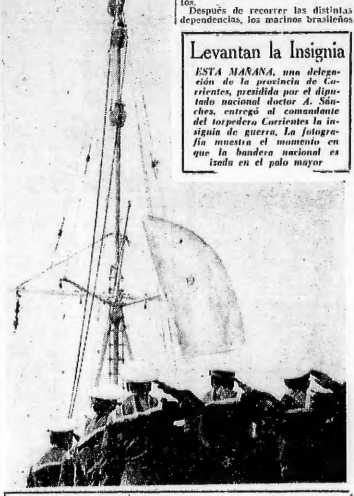 tos.
Después de recorrer las distintas
dependencias, los marinos brasileños
Levantan la Insignia
ESTA MAÑANA, una delega-
ción de la provincia de Co-
rrientes, presidida por el dipu-
tado nacional doctor A. Sán-
chez, entregó al comandante
del torpedero Corrientes la in-
signia de guerra. La fotogra-
fía muestra el momento en
que la bandera nacional es
izada en el palo mayor